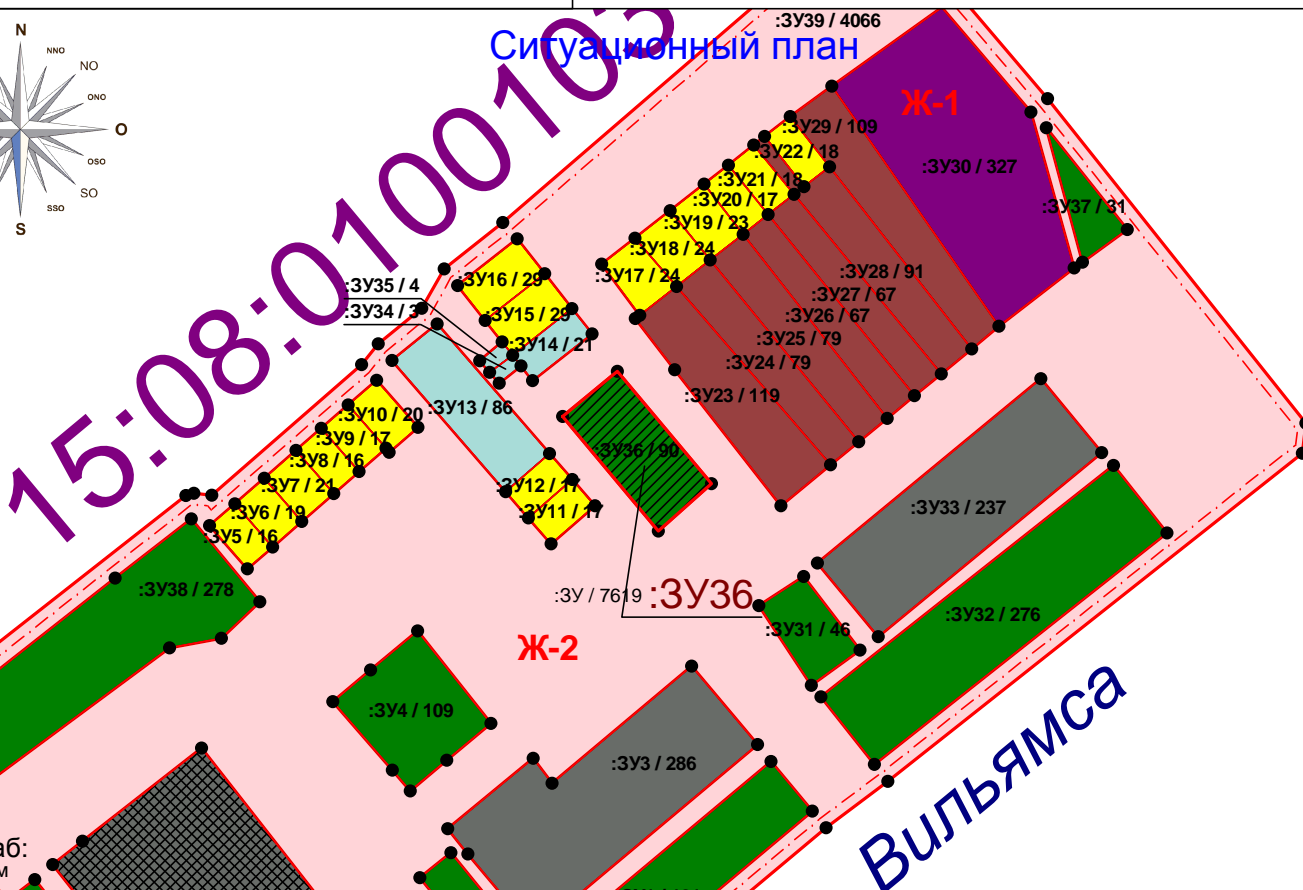 :ЗУ39 / 4066
Ситуационный план
N
NNO
NO
ONO
O
OSO
SO
SSO
S
Ж-1
:ЗУ29 / 109
:ЗУ22 / 18
:ЗУ30 / 327
:ЗУ21 / 18
:ЗУ20 / 17
:ЗУ37 / 31
:ЗУ19 / 23
:ЗУ18 / 24
:ЗУ17 / 24
:ЗУ28 / 91
:ЗУ27 / 67
:ЗУ26 / 67
:ЗУ25 / 79
:ЗУ24 / 79
:ЗУ23 / 119
15:08:0100103
:ЗУ16 / 29
:ЗУ35 / 4
:ЗУ34 / 3
:ЗУ15 / 29
:ЗУ14 / 21
:ЗУ13 / 86
:ЗУ10 / 20
:ЗУ9 / 17
:ЗУ8 / 16
:ЗУ7 / 21
:ЗУ6 / 19
:ЗУ5 / 16
:ЗУ36 / 90
:ЗУ12 / 17
:ЗУ11 / 17
:ЗУ33 / 237
:ЗУ38 / 278
:ЗУ / 7619
:ЗУ36
:ЗУ32 / 276
:ЗУ31 / 46
Ж-2
:ЗУ4 / 109
:ЗУ3 / 286
Вильямса
аб:
м